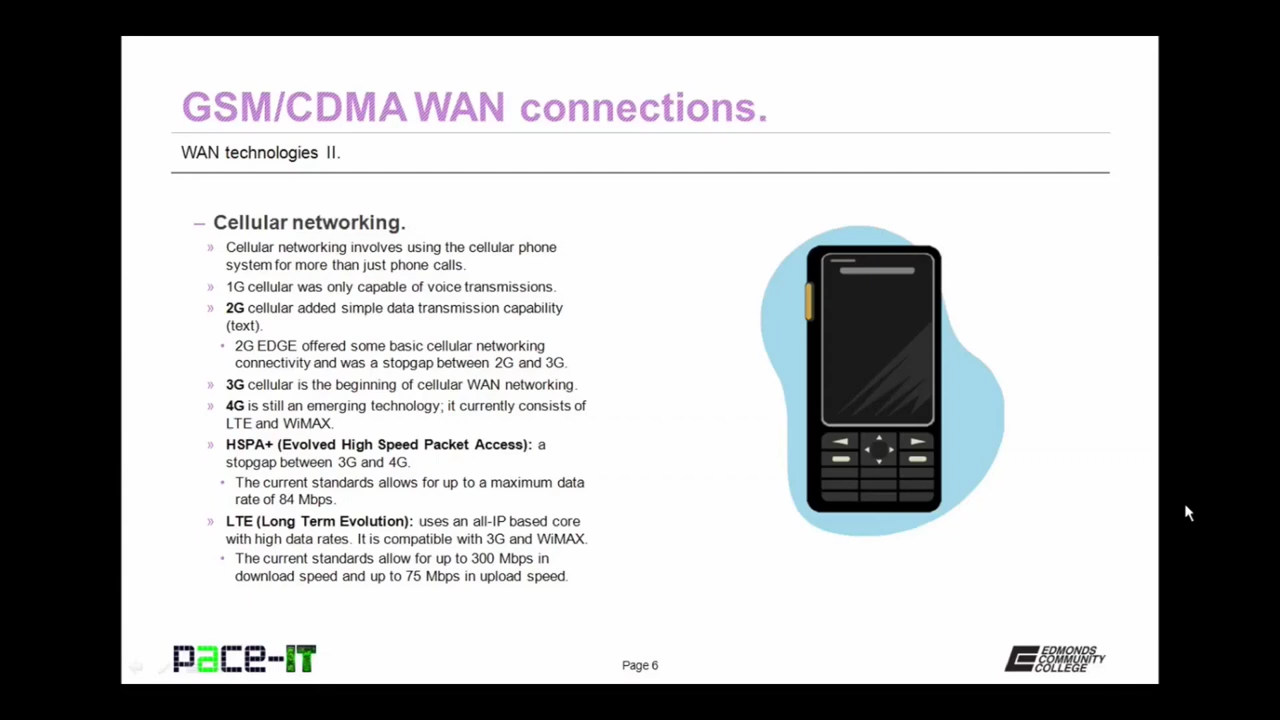 GSM/CDMA WAN connections.
WAN technologies II.
– Cellular networking.
» Cellular networking involves using the cellular phone
system for more than just phone calls.
» 1G cellular was only capable of voice transmissions.
» 2G cellular added simple data transmission capability
(text).
• 2G EDGE offered some basic cellular networking
connectivity and was a stopgap between 2G and 3G.
» 3G cellular is the beginning of cellular WAN networking.
» 4G is still an emerging technology; it currently consists of
LTE and WiMAX.
» HSPA+ (Evolved High Speed Packet Access): a
stopgap between 3G and 4G.
• The current standards allows for up to a maximum data
rate of 84 Mbps.
» LTE (Long Term Evolution): uses an all-IP based core
with high data rates. It is compatible with 3G and WiMAX.
• The current standards allow for up to 300 Mbps in
download speed and up to 75 Mbps in upload speed.
pace-IT
Page 6
EDMONDS
COMMUNITY
COLLEGE